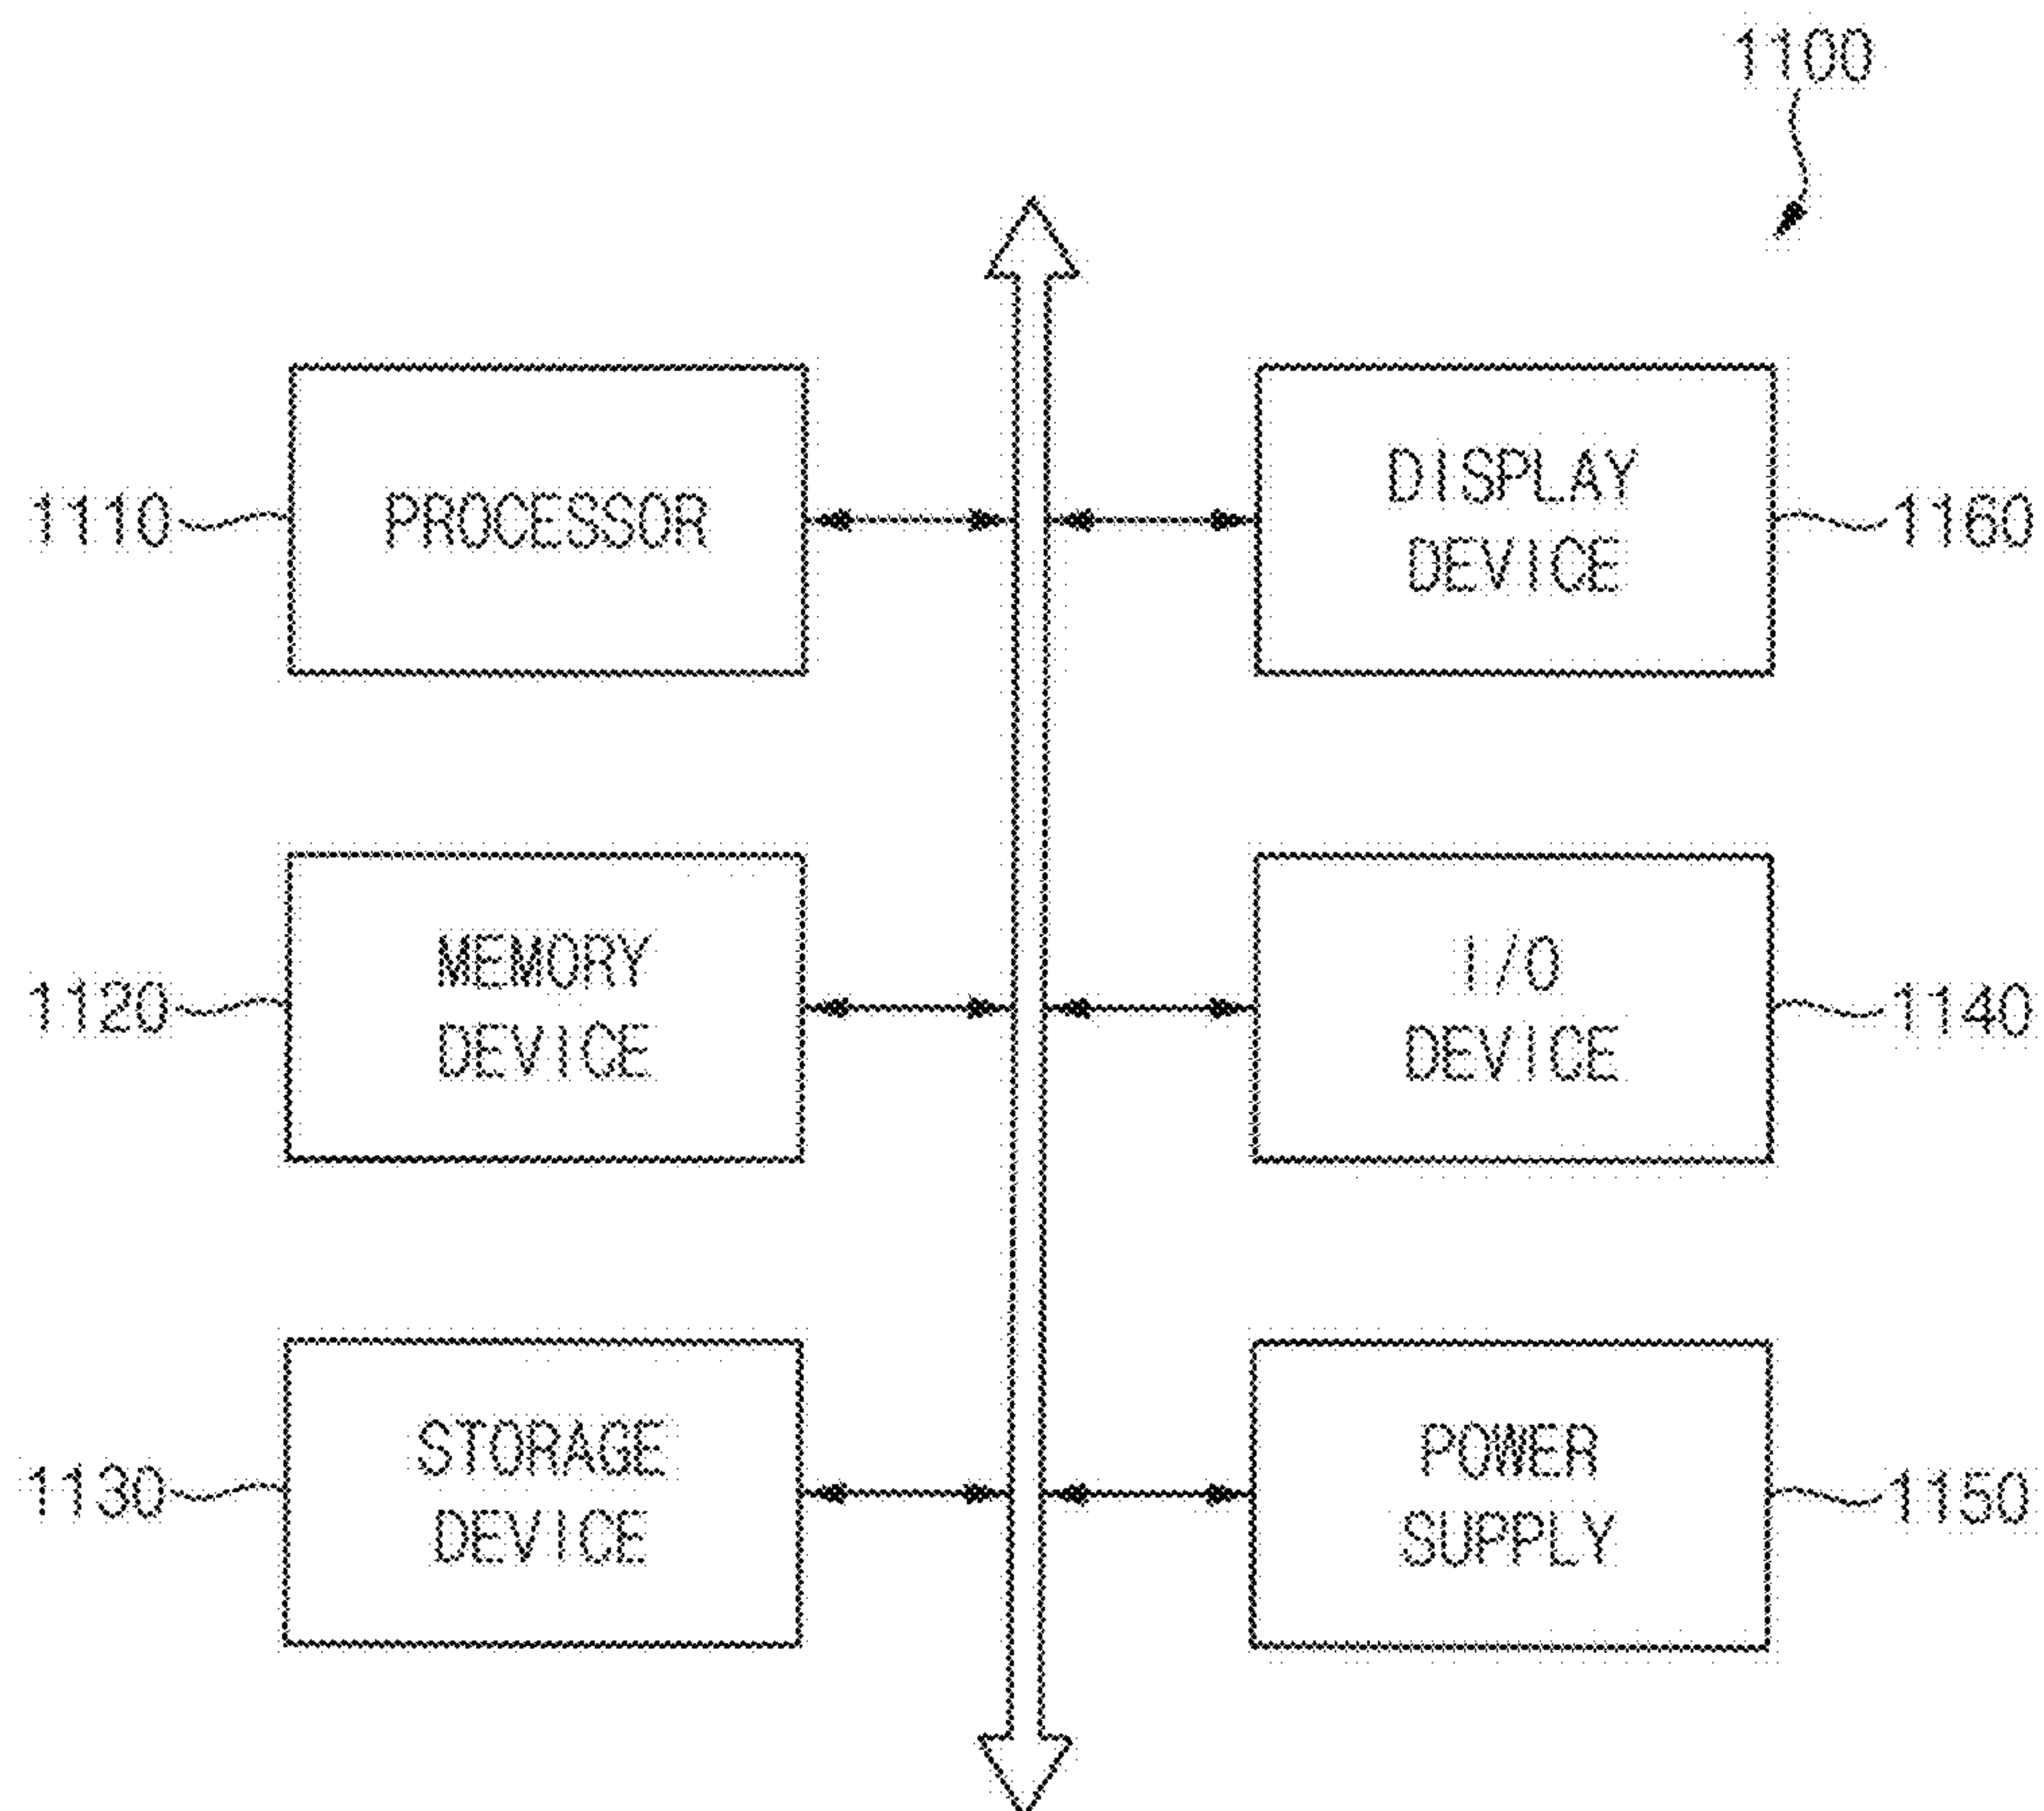 1100
1110
PROCESSOR
DISPLAY
DEVICE
1160
1120
MEMORY
DEVICE
I/O
DEVICE
1140
1130
STORAGE
DEVICE
POWER
SUPPLY
1150